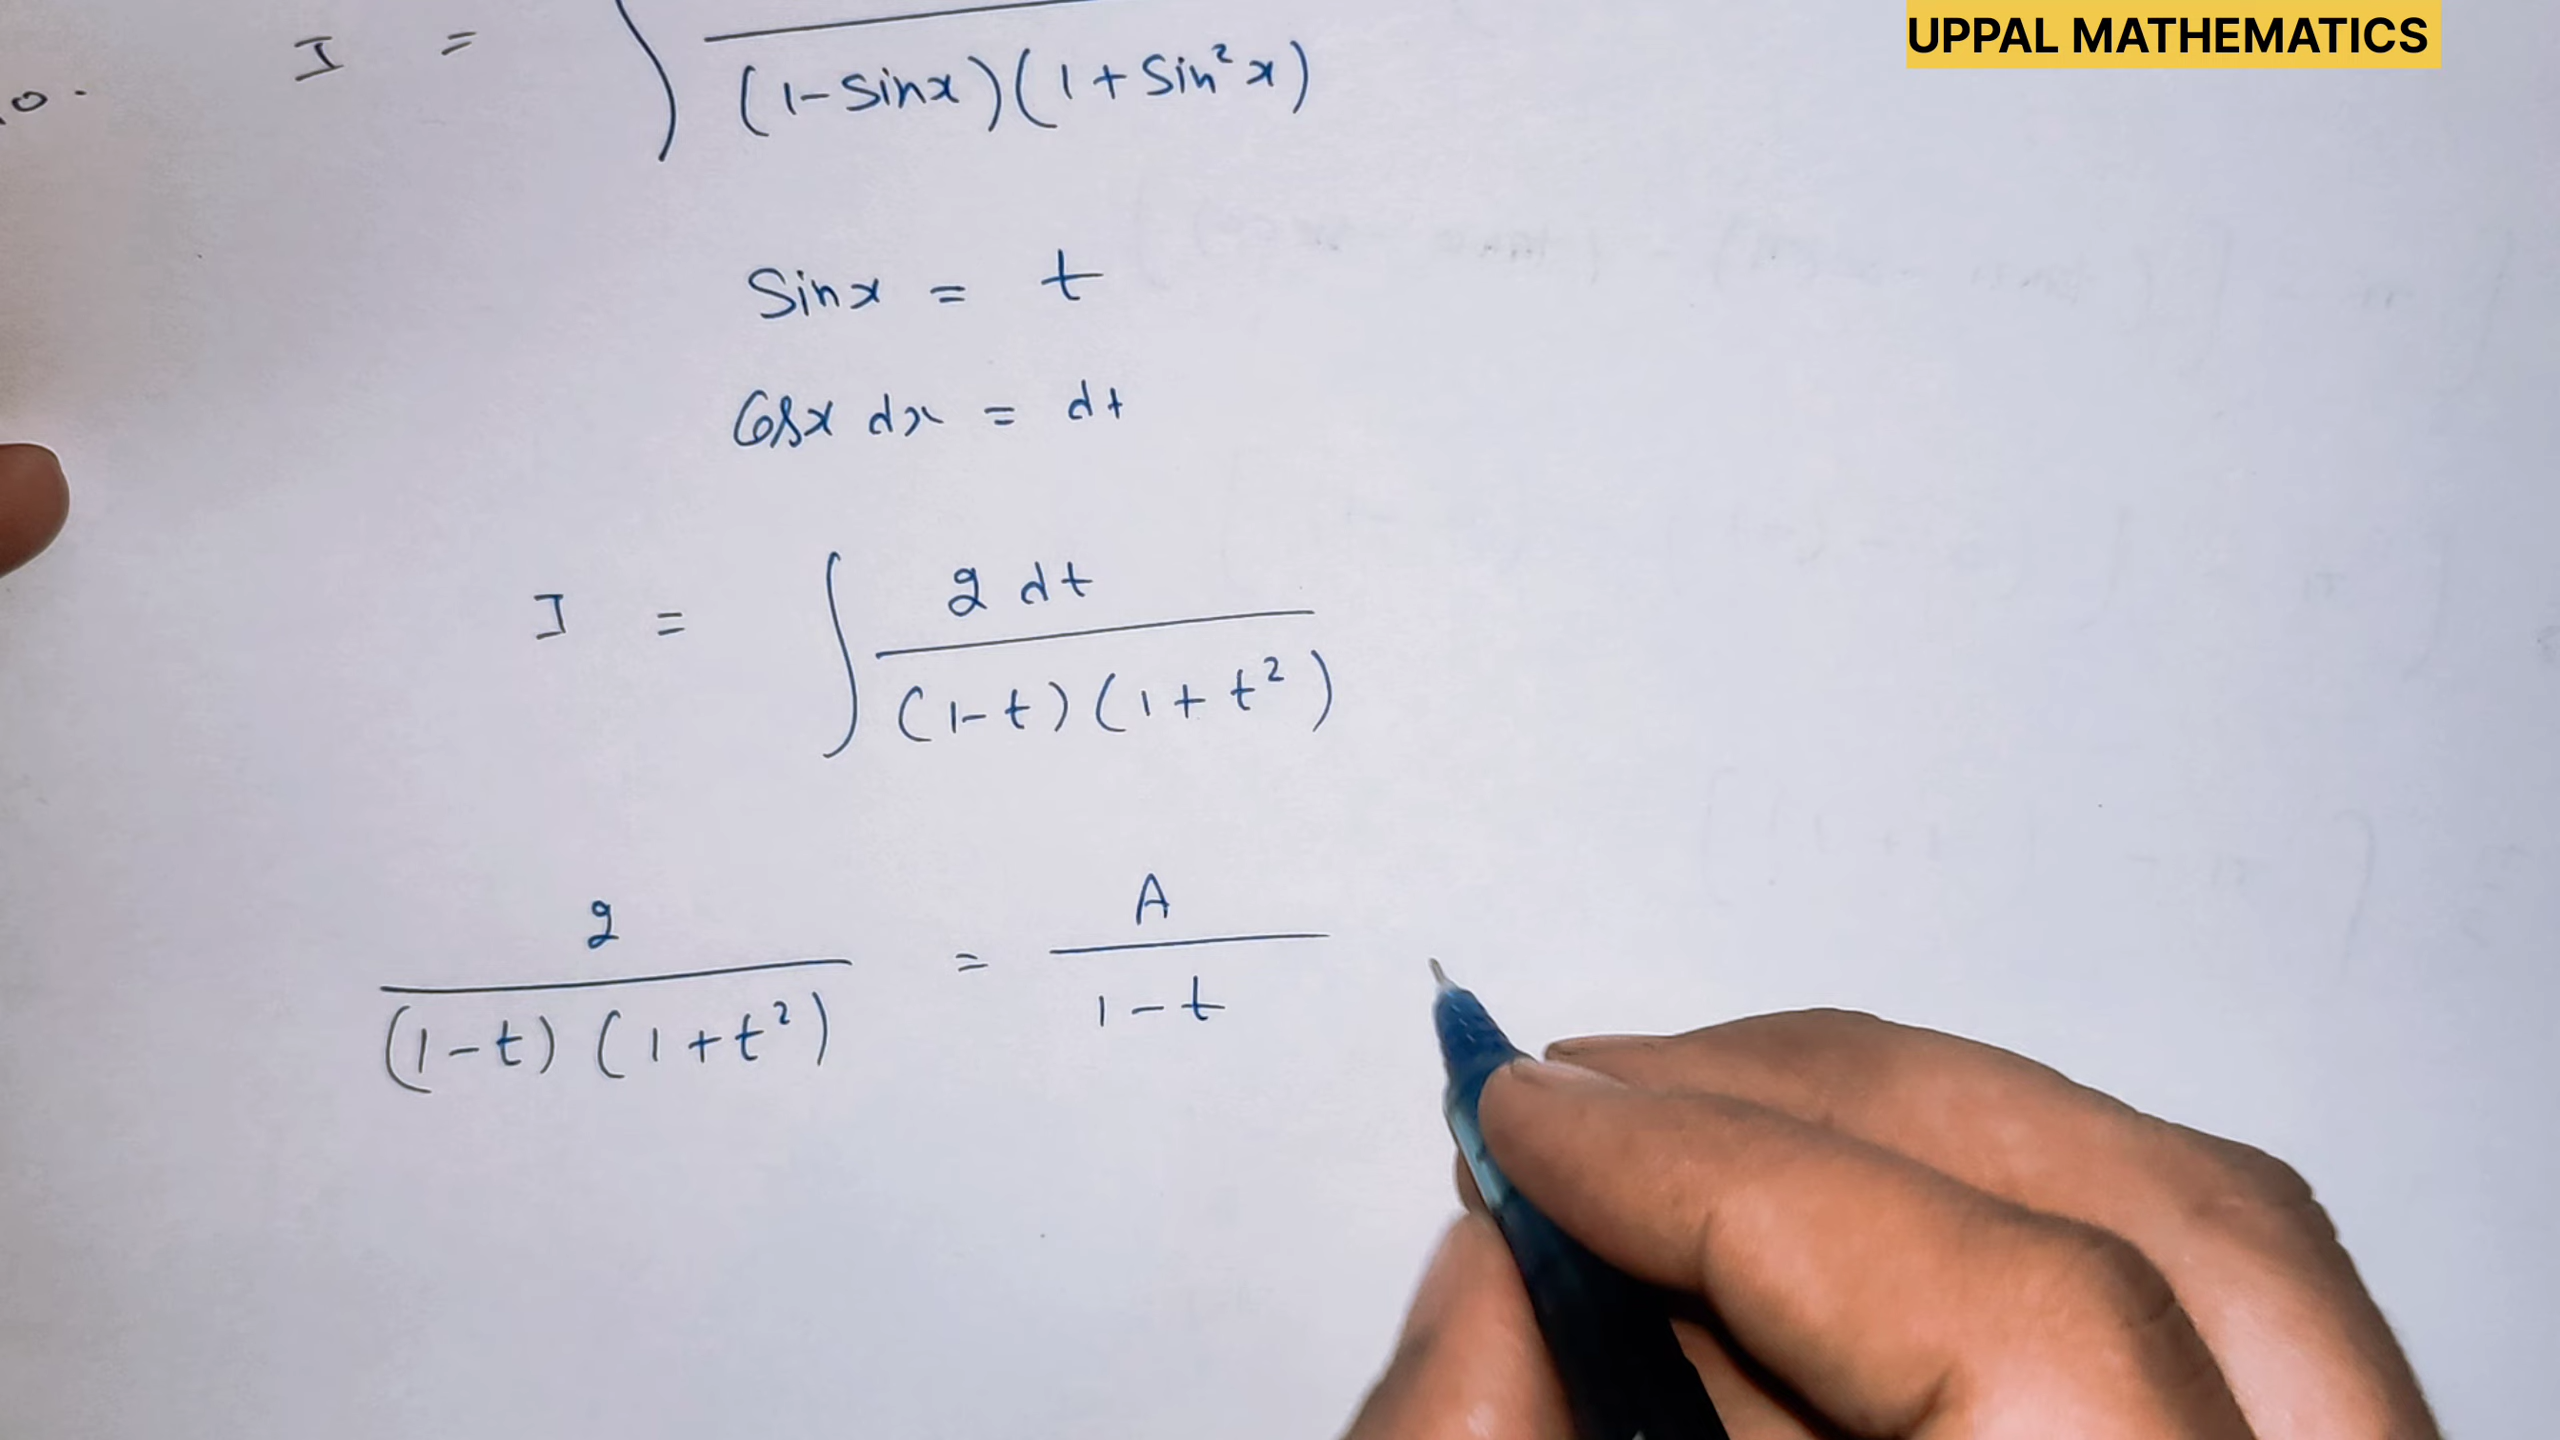 UPPAL MATHEMATICS
I = ∫ ──── (1-Sinx)(1+Sin²x)
Sinx = t
Cosx dx = dt
I = ∫ 2 dt / (1-t)(1+t²)
2 / (1-t)(1+t²) = A / 1-t